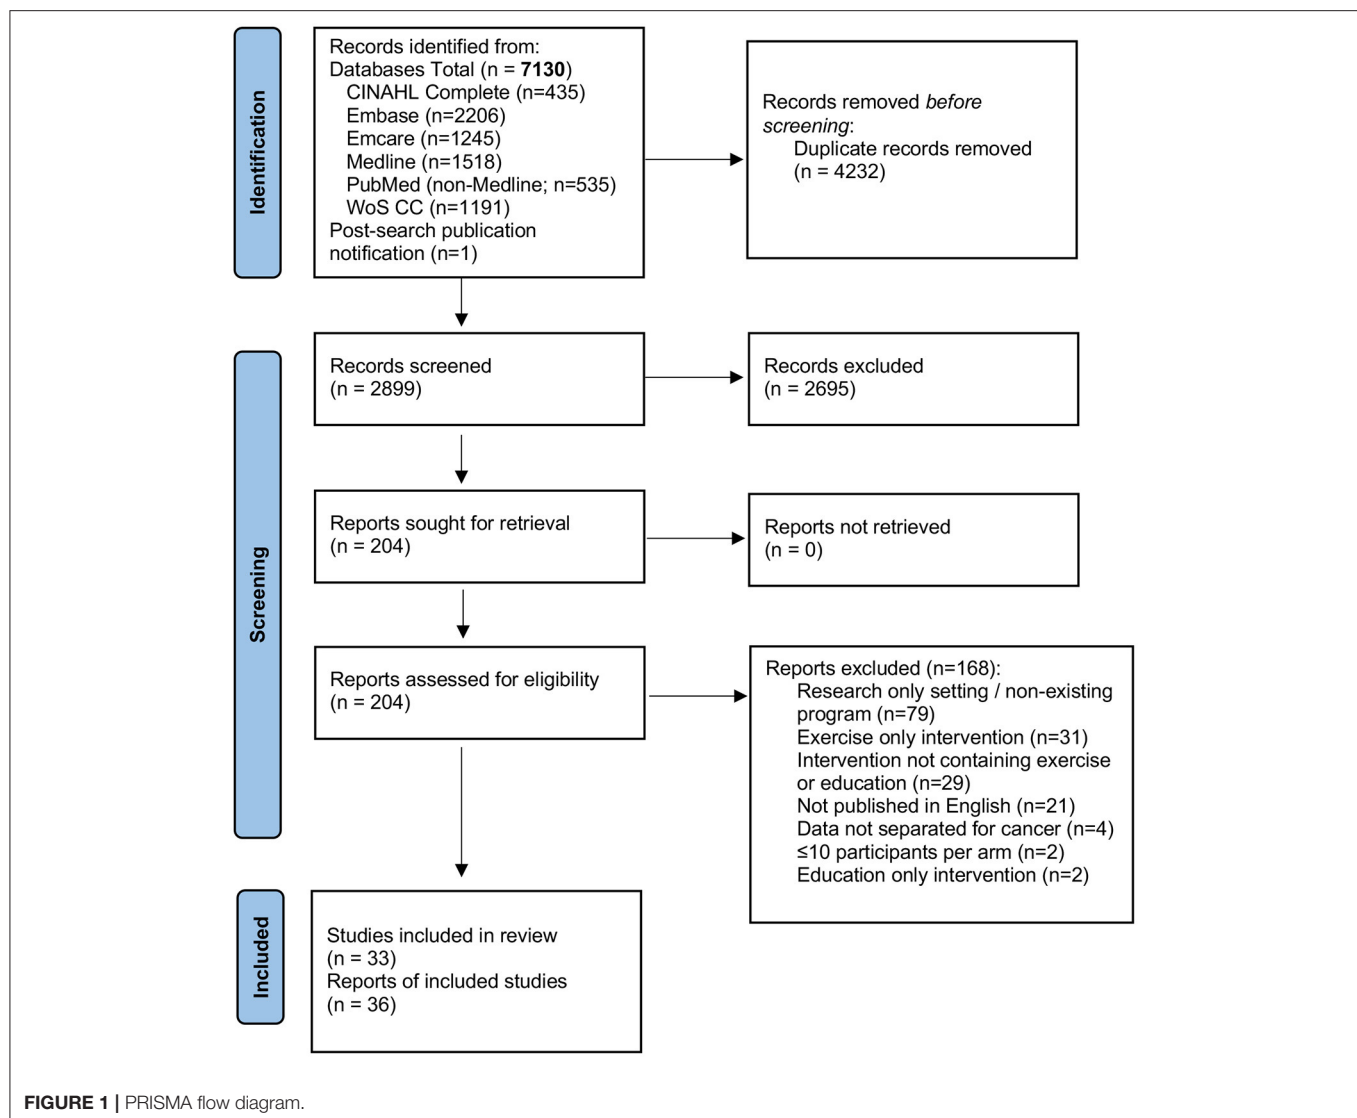 Identification
Records identified from:
Databases Total (n = 7130)
CINAHL Complete (n=435)
Embase (n=2206)
Emcare (n=1245)
Medline (n=1518)
PubMed (non-Medline; n=535)
WoS CC (n=1191)
Post-search publication
notification (n=1)
Records removed before
screening:
Duplicate records removed
(n = 4232)
Screening
Records screened
(n = 2899)
Records excluded
(n = 2695)
Reports sought for retrieval
(n = 204)
Reports not retrieved
(n = 0)
Reports assessed for eligibility
(n = 204)
Reports excluded (n=168):
Research only setting / non-existing
program (n=79)
Exercise only intervention (n=31)
Intervention not containing exercise
or education (n=29)
Not published in English (n=21)
Data not separated for cancer (n=4)
≤10 participants per arm (n=2)
Education only intervention (n=2)
Included
Studies included in review
(n = 33)
Reports of included studies
(n = 36)
FIGURE 1 | PRISMA flow diagram.